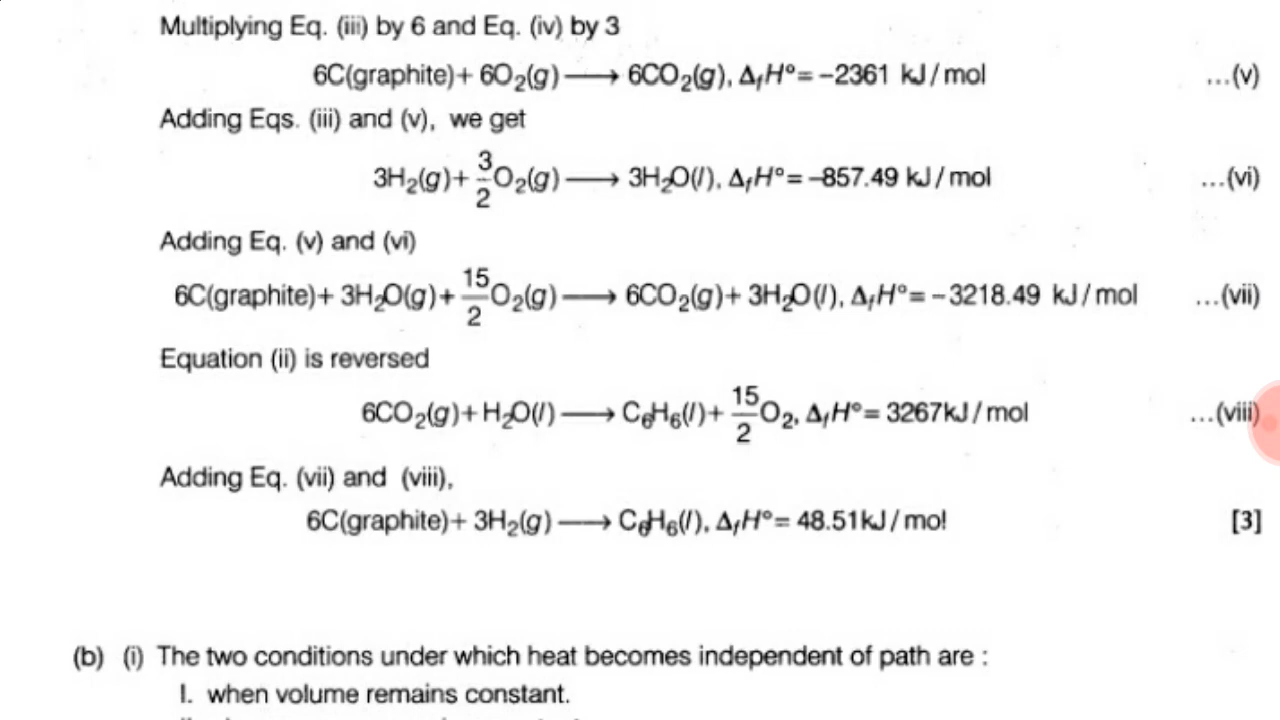 Multiplying Eq. (iii) by 6 and Eq. (iv) by 3
6C(graphite)+ 6O₂(g) ⟶ 6CO₂(g), ΔfH°= −2361 kJ/mol ...(v)
Adding Eqs. (iii) and (v), we get
3H₂(g)+ 3/2 O₂(g) ⟶ 3H₂O(l), ΔfH°= −857.49 kJ/mol ...(vi)
Adding Eq. (v) and (vi)
6C(graphite)+ 3H₂O(g)+ 15/2 O₂(g) ⟶ 6CO₂(g)+ 3H₂O(l), ΔfH°= −3218.49 kJ/mol ...(vii)
Equation (ii) is reversed
6CO₂(g)+H₂O(l) ⟶ C₆H₆(l)+ 15/2 O₂, ΔfH°= 3267kJ/mol ...(viii)
Adding Eq. (vii) and (viii),
6C(graphite)+ 3H₂(g) ⟶ C₆H₆(l), ΔfH°= 48.51kJ/mol [3]
(b) (i) The two conditions under which heat becomes independent of path are :
I. when volume remains constant.